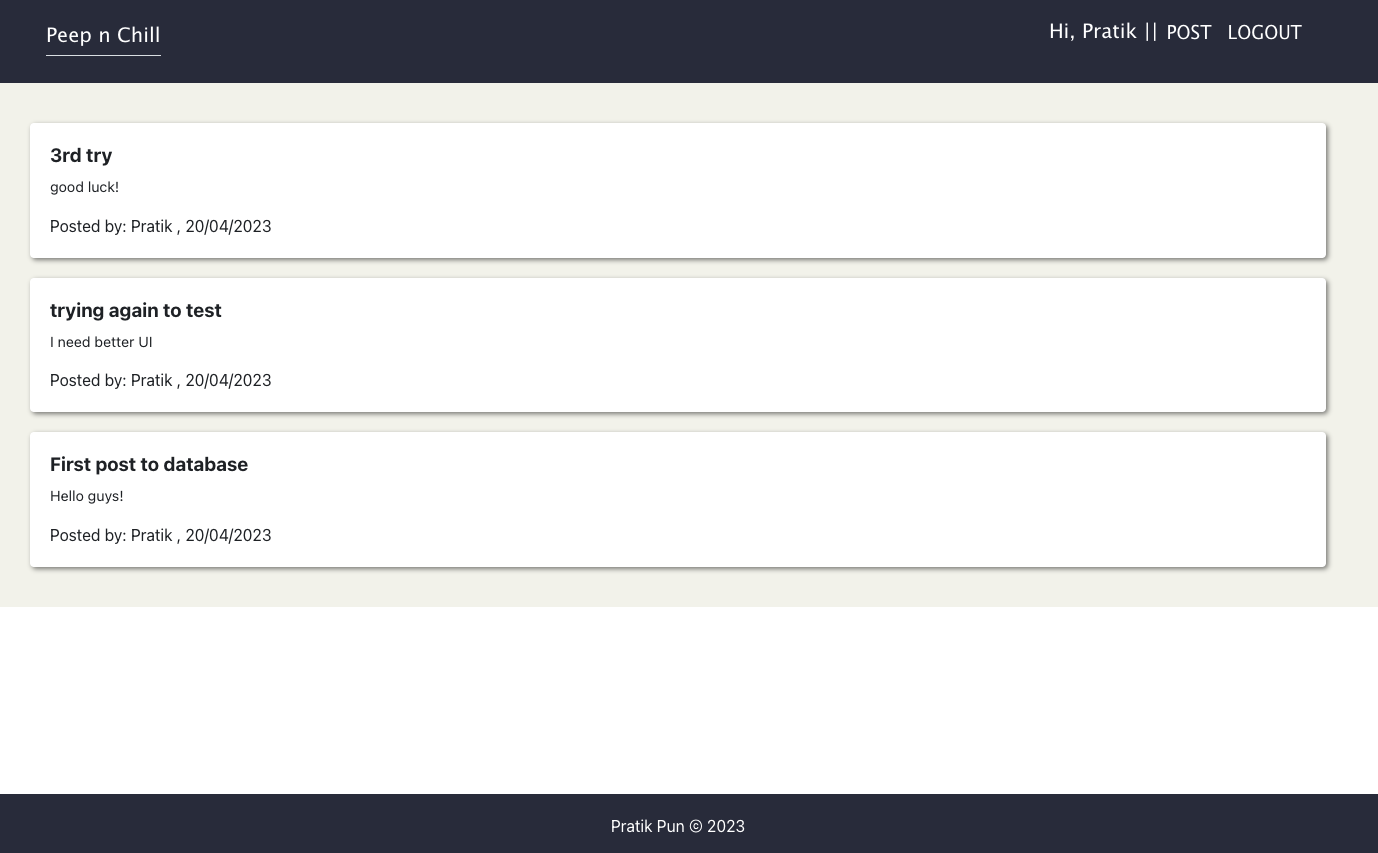 Peep n Chill
Hi, Pratik || POST LOGOUT
3rd try
good luck!
Posted by: Pratik , 20/04/2023
trying again to test
I need better UI
Posted by: Pratik , 20/04/2023
First post to database
Hello guys!
Posted by: Pratik , 20/04/2023
Pratik Pun © 2023